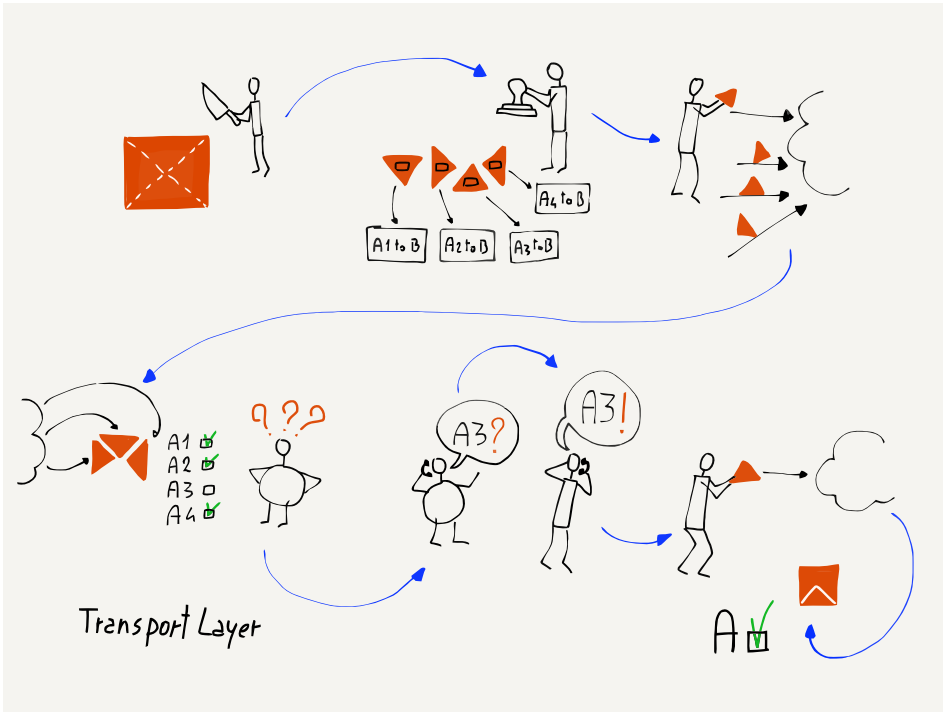 A1 to B
A2 to B
A3 to B
A4 to B
???
A1
A2
A3
A4
A3?
A3!
Transport Layer
A